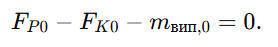 F_{P0} − F_{K0} − m_{вип,0} = 0.